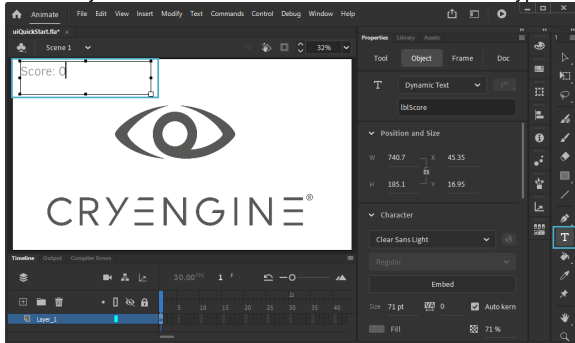 Animate File Edit View Insert Modify Text Commands Control Debug Window Help
uiQuickStart.fla* ×
Scene 1 32%
Score: 0
CRYENGINE®
Properties Library Assets
Tool Object Frame Doc
T Dynamic Text
lblScore
Position and Size
W 740.7 X 45.35
H 185.1 Y 16.95
Character
Clear Sans Light
Regular
Embed
Size 71 pt VA 0 Auto kern
Fill 71 %
T
Timeline Output Compiler Errors
30.00 FPS 1 F
1s
5 10 15 20 25 30 35 40
Layer_1